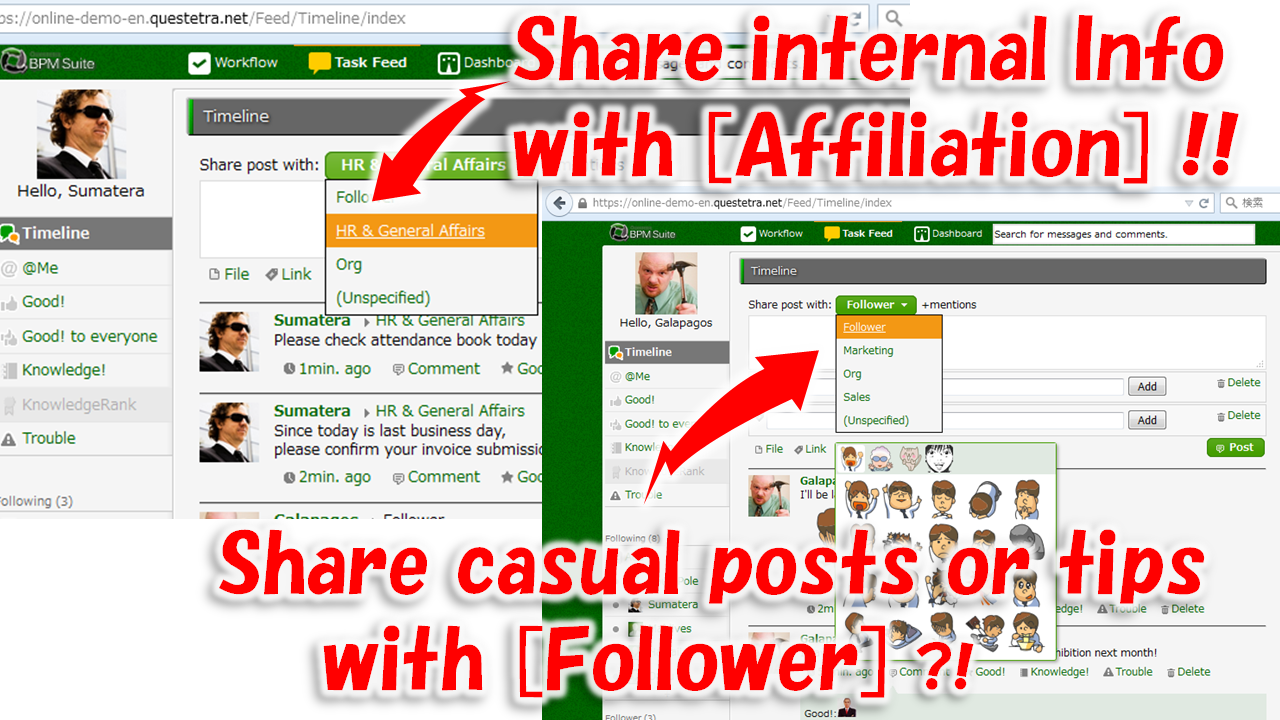 ps://online-demo-en.questetra.net/Feed/Timeline/index
Share internal Info
with [Affiliation] !!
BPM Suite
Workflow
Task Feed
Dashbo
Hello, Sumatera
Timeline
@Me
Good!
Good! to everyone
Knowledge!
KnowledgeRank
Trouble
ollowing (3)
Timeline
Share post with: HR & General Affairs
Follo
HR & General Affairs
Org
(Unspecified)
File Link
Sumatera HR & General Affairs
Please check attendance book today
1min. ago Comment Goo
Sumatera HR & General Affairs
Since today is last business day,
please confirm your invoice submissio
2min. ago Comment Goo
Galapagos Follower
https://online-demo-en.questetra.net/Feed/Timeline/index
検索
BPM Suite
Workflow
Task Feed
Dashboard
Search for messages and comments.
Hello, Galapagos
Timeline
@Me
Good!
Good! to eve
Knowle
Rank
Trouble
Following (8)
Pole
Sumatera
ves
Follower (3)
Timeline
Share post with: Follower +mentions
Follower
Marketing
Org
Sales
(Unspecified)
Add Delete
Add Delete
File Link
Post
Galapa
I'll be l
2m
edge! Trouble Delete
Galapa
hibition next month!
in. ago Comm Good! Knowledge! Trouble Delete
Good!:
Share casual posts or tips
with [Follower] ?!